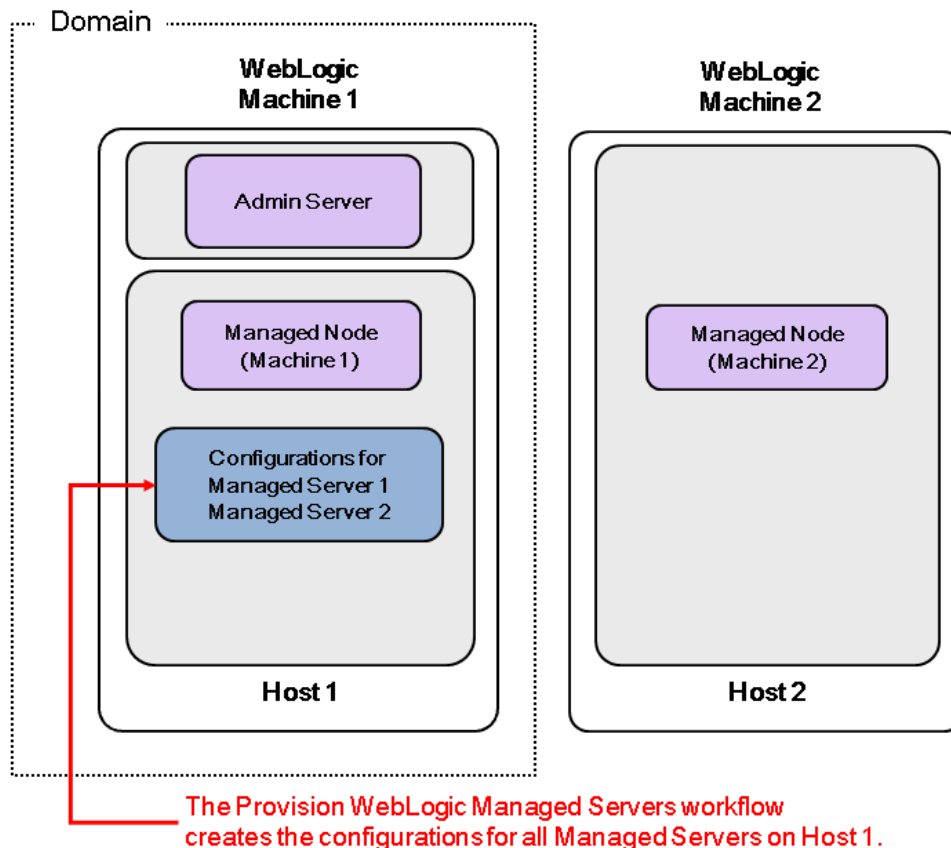 Domain
WebLogic
Machine 1
WebLogic
Machine 2
Admin Server
Managed Node
(Machine 1)
Managed Node
(Machine 2)
Configurations for
Managed Server 1
Managed Server 2
Host 1
Host 2
The Provision WebLogic Managed Servers workflow
creates the configurations for all Managed Servers on Host 1.